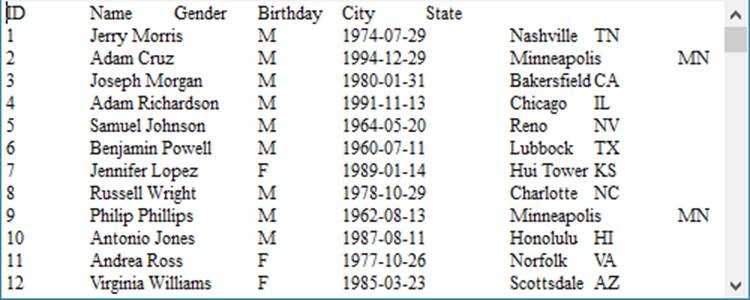 ID Name Gender Birthday City State
1 Jerry Morris M 1974-07-29 Nashville TN
2 Adam Cruz M 1994-12-29 Minneapolis MN
3 Joseph Morgan M 1980-01-31 Bakersfield CA
4 Adam Richardson M 1991-11-13 Chicago IL
5 Samuel Johnson M 1964-05-20 Reno NV
6 Benjamin Powell M 1960-07-11 Lubbock TX
7 Jennifer Lopez F 1989-01-14 Hui Tower KS
8 Russell Wright M 1978-10-29 Charlotte NC
9 Philip Phillips M 1962-08-13 Minneapolis MN
10 Antonio Jones M 1987-08-11 Honolulu HI
11 Andrea Ross F 1977-10-26 Norfolk VA
12 Virginia Williams F 1985-03-23 Scottsdale AZ